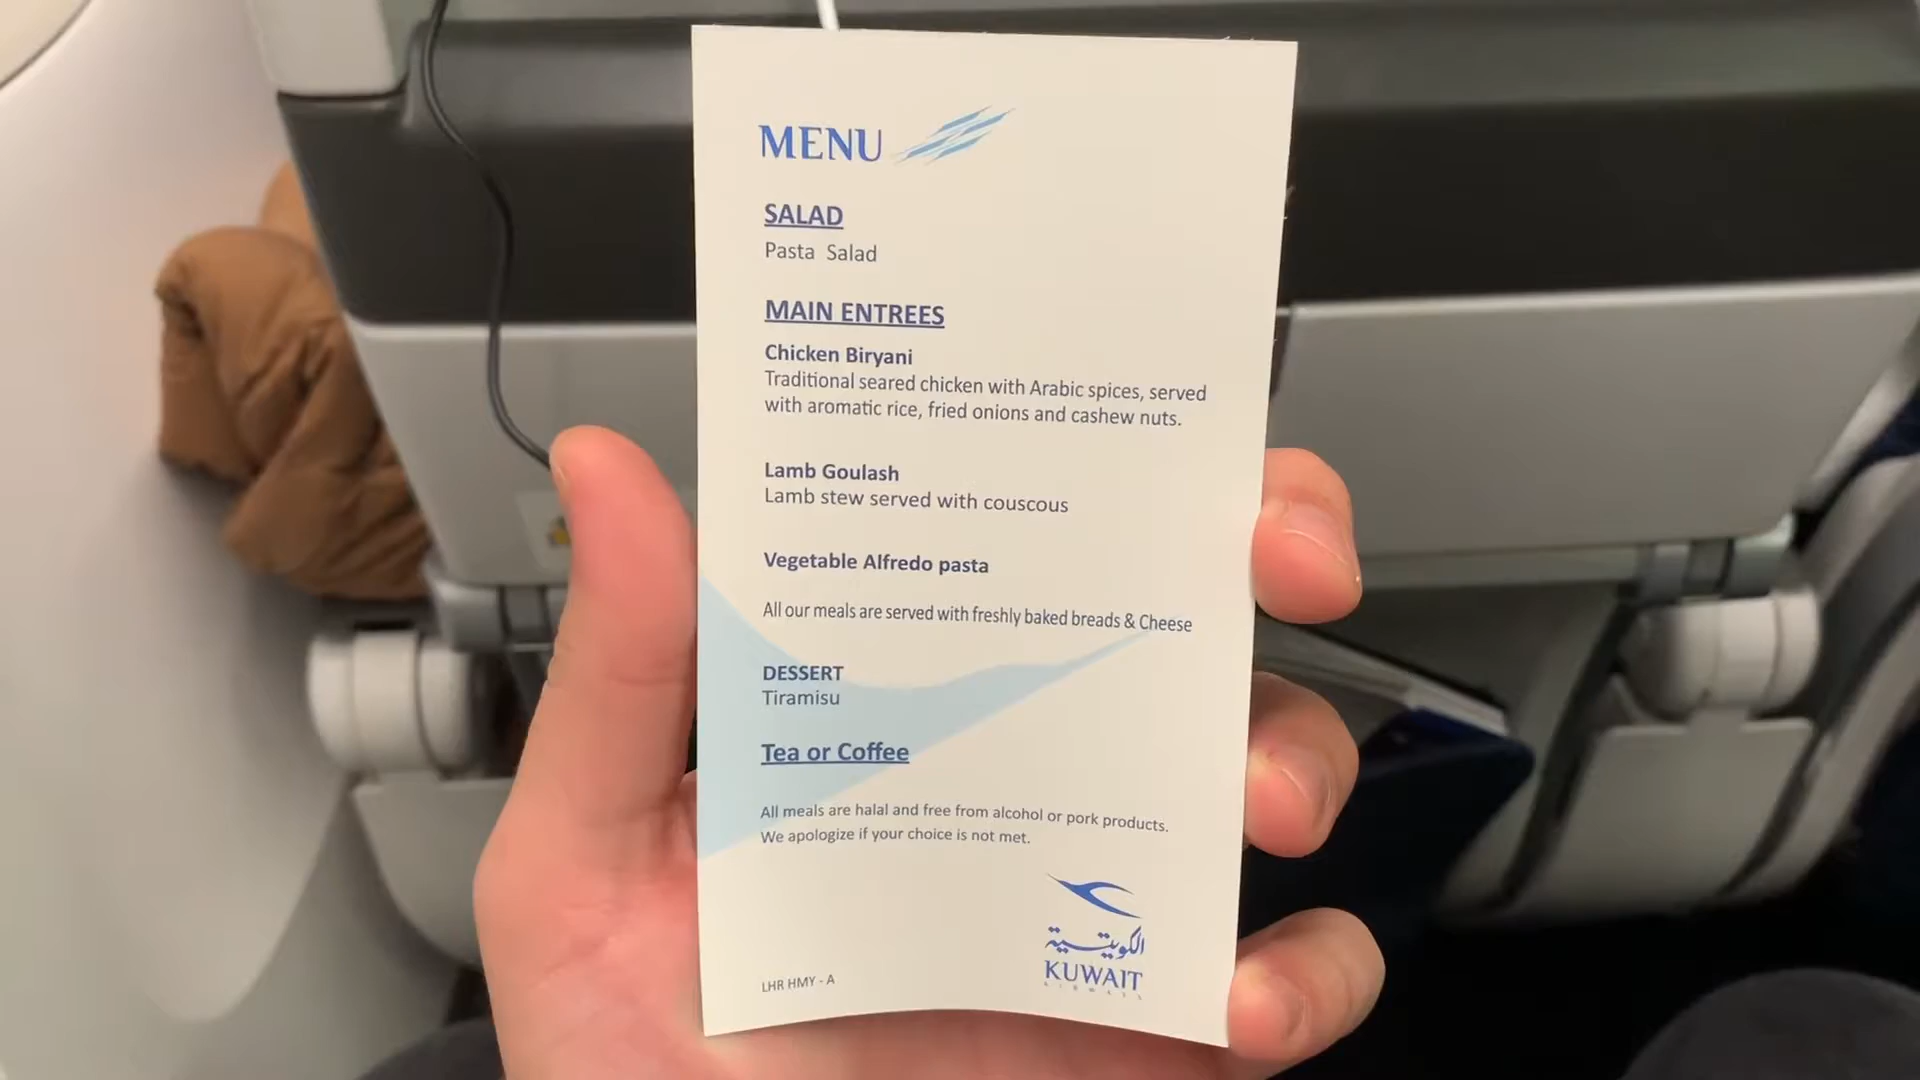 MENU
SALAD
Pasta Salad
MAIN ENTREES
Chicken Biryani
Traditional seared chicken with Arabic spices, served
with aromatic rice, fried onions and cashew nuts.
Lamb Goulash
Lamb stew served with couscous
Vegetable Alfredo pasta
All our meals are served with freshly baked breads & Cheese
DESSERT
Tiramisu
Tea or Coffee
All meals are halal and free from alcohol or pork products.
We apologize if your choice is not met.
الكويتية
KUWAIT
AIRWAYS
LHR HMY - A